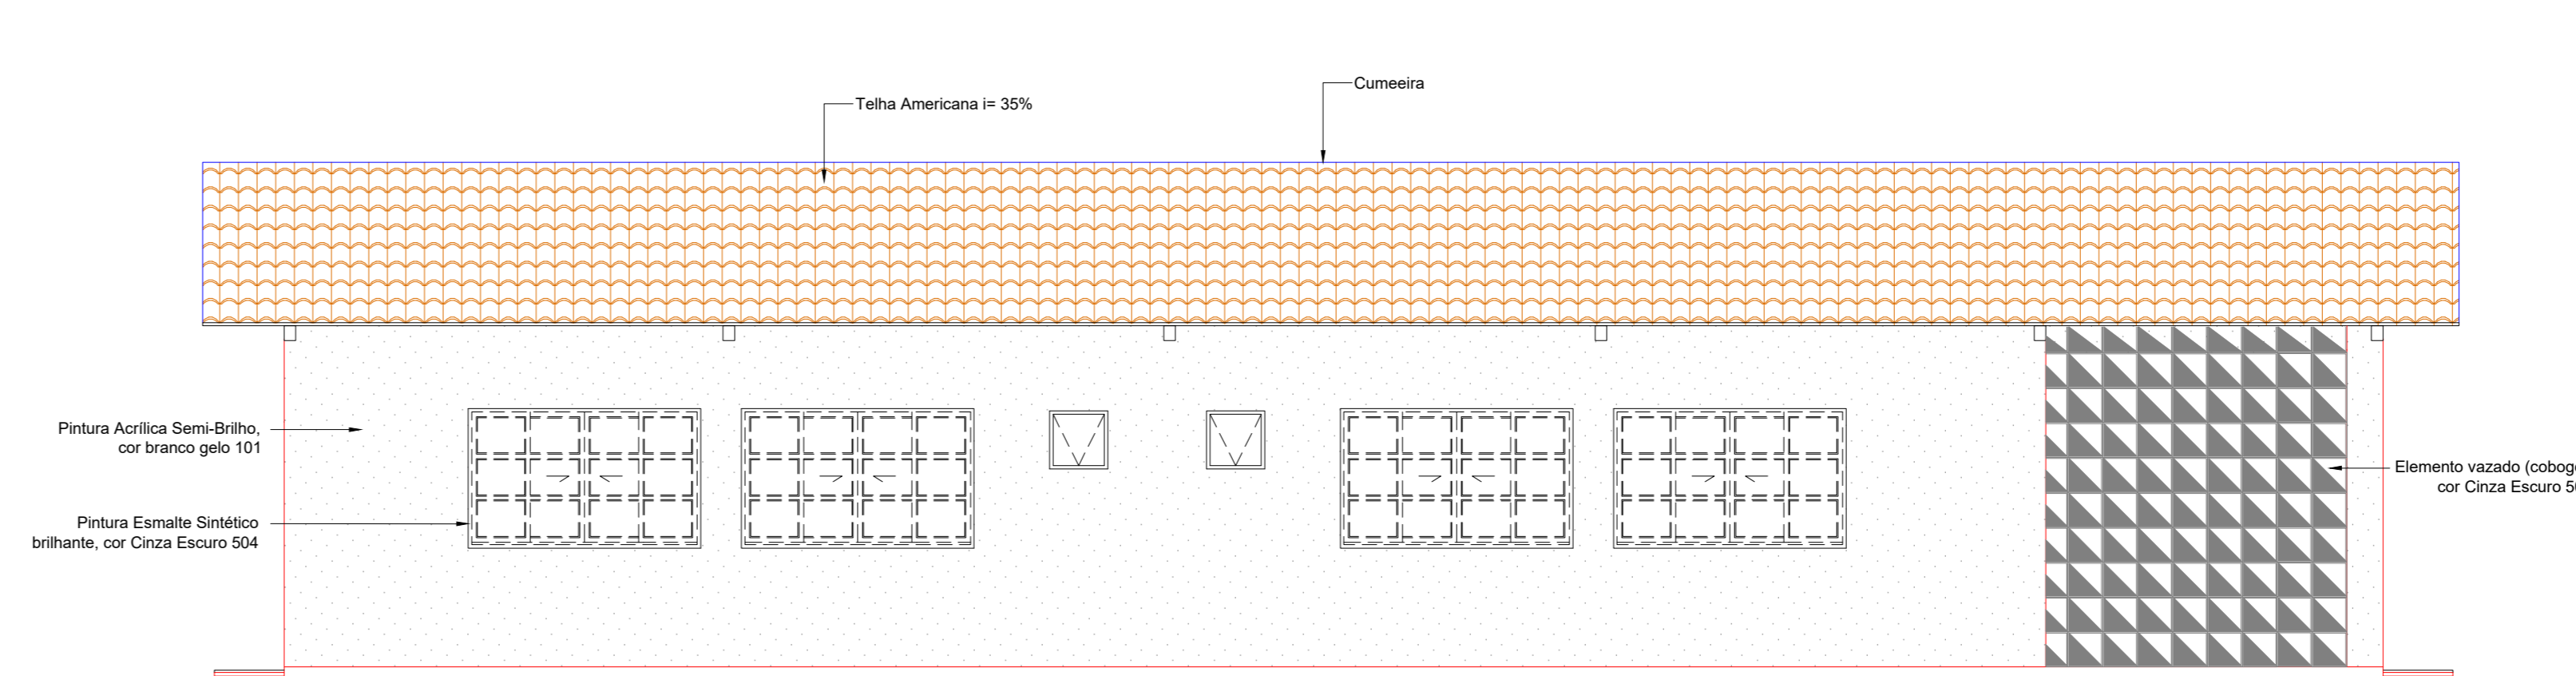 Cumeeira
Telha Americana i= 35%
Pintura Acrílica Semi-Brilho,
cor branco gelo 101
Elemento vazado
cor Cinza Escuro
Pintura Esmalte Sintético
brilhante, cor Cinza Escuro 504